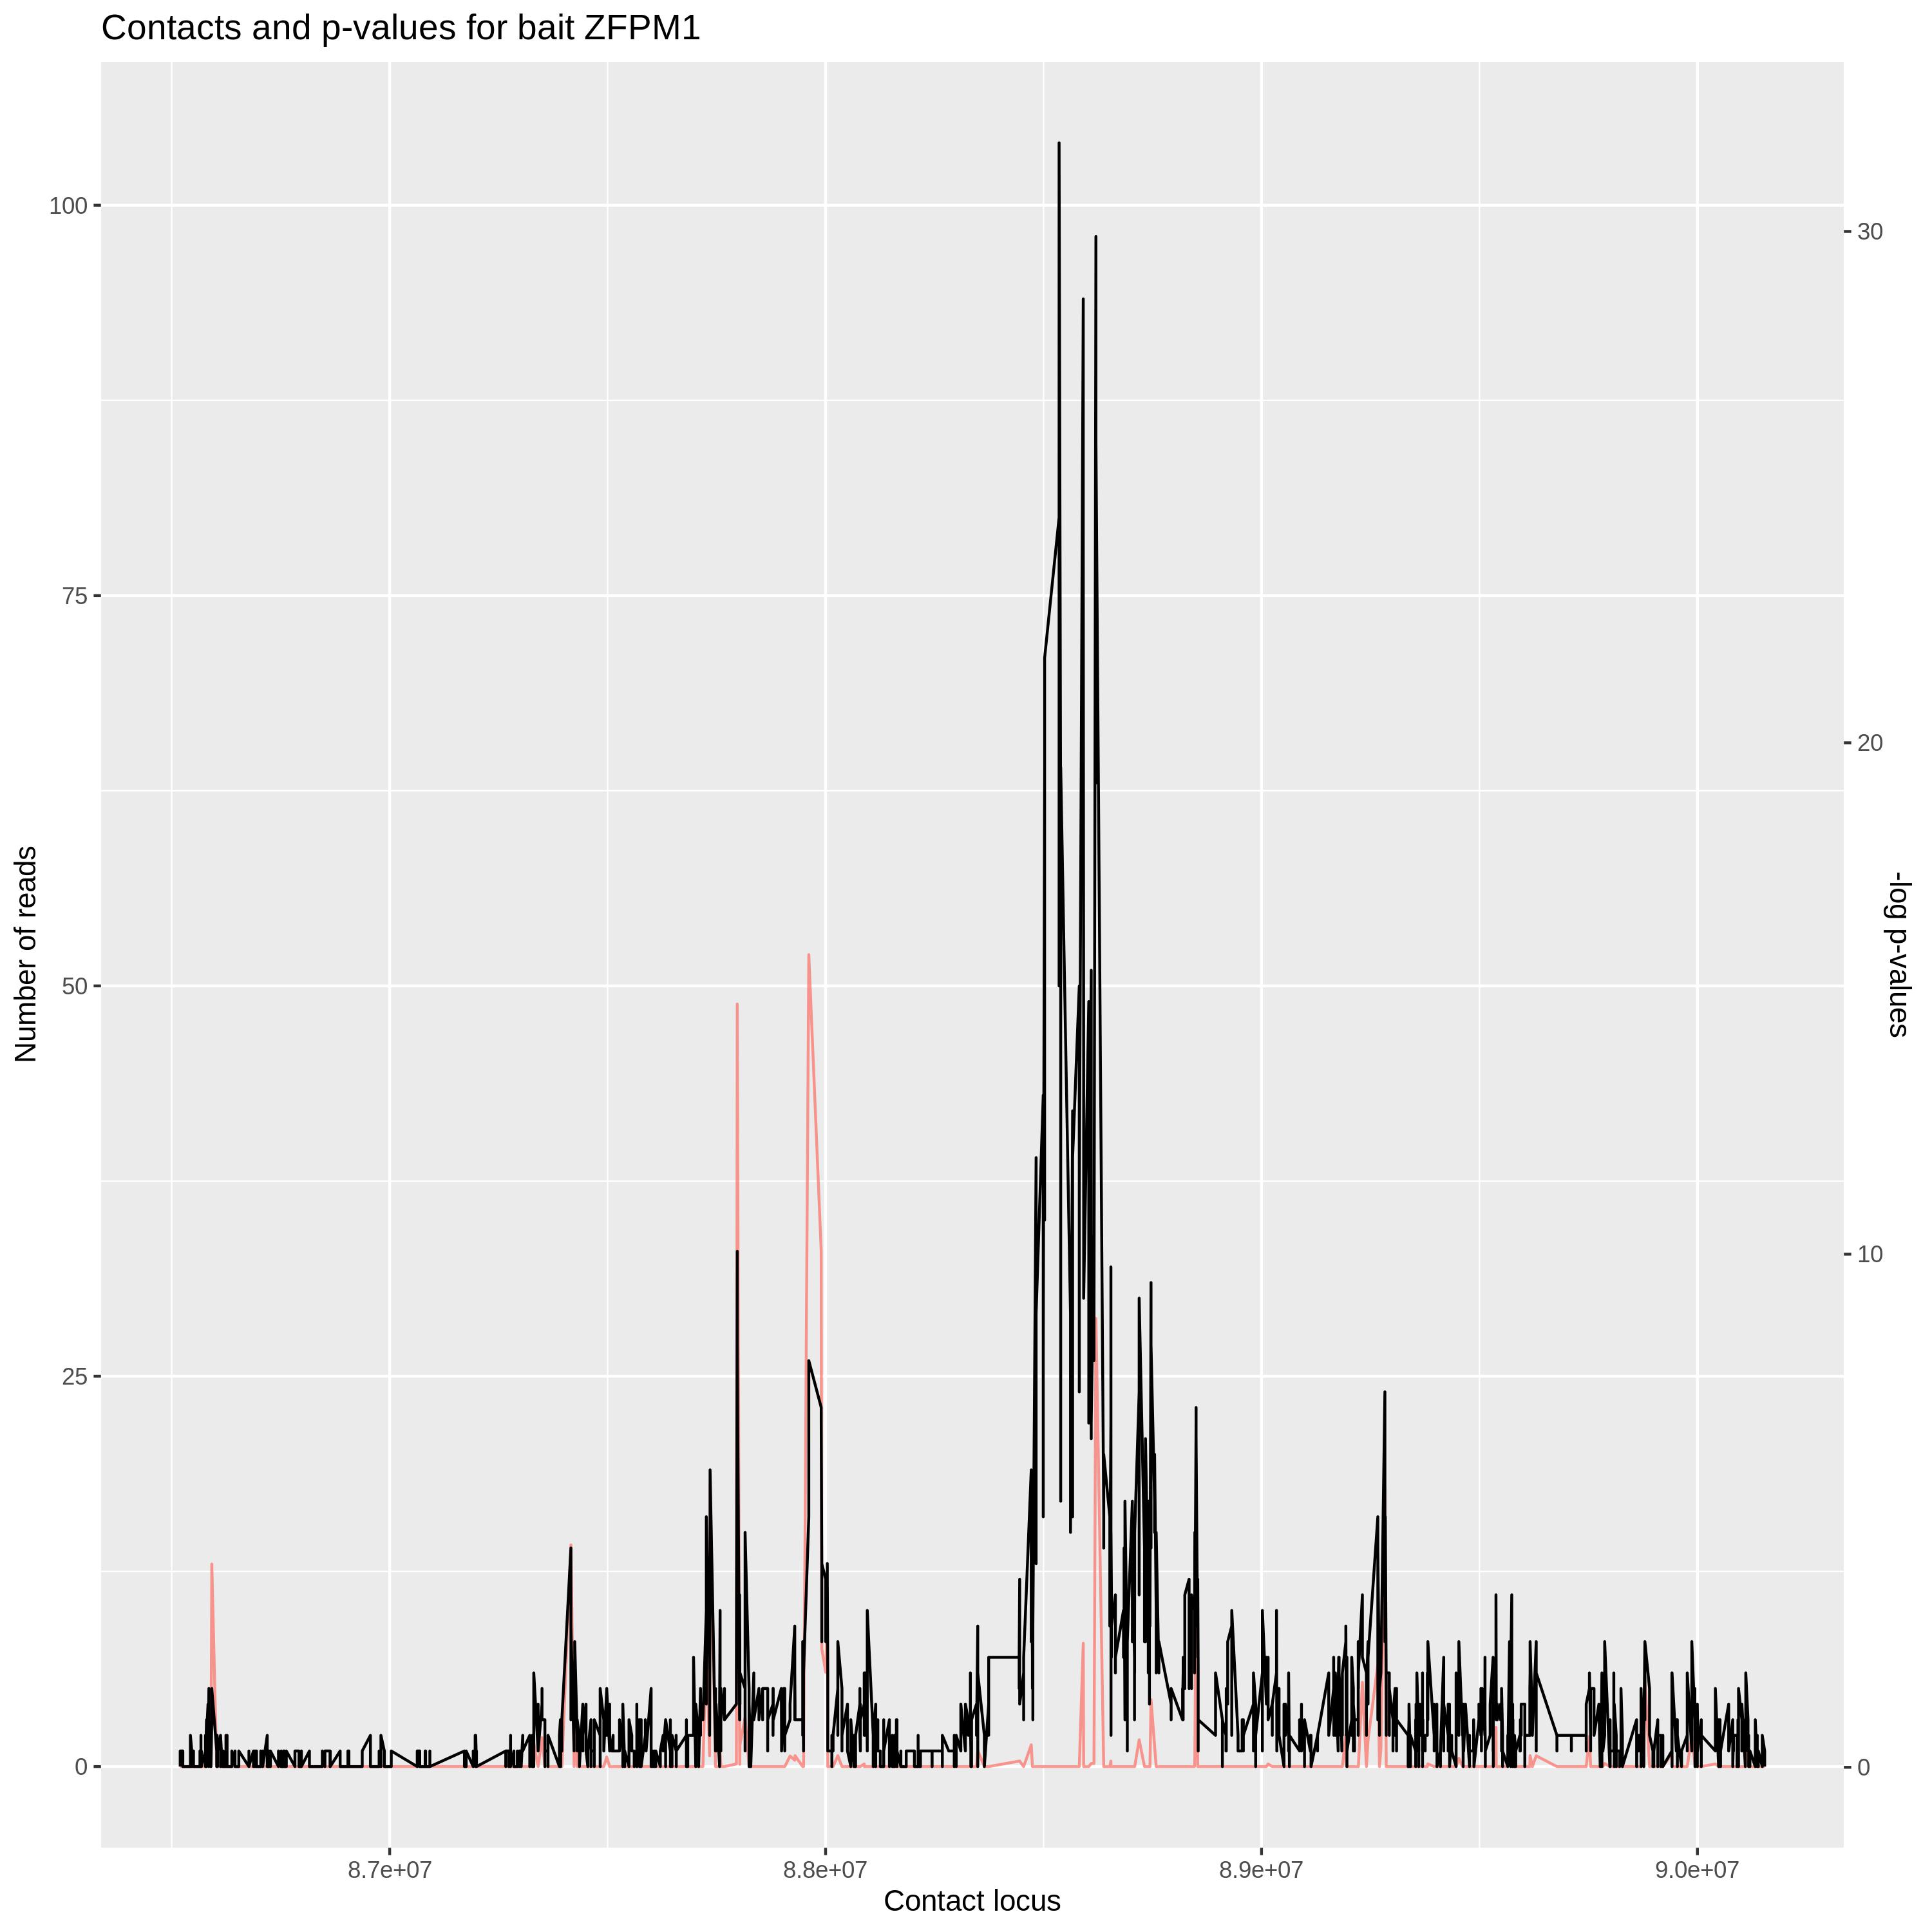 Contacts and p-values for bait ZFPM1
100
75
50
25
0
Number of reads
30
20
10
0
-log p-values
8.7e+07
8.8e+07
8.9e+07
9.0e+07
Contact locus